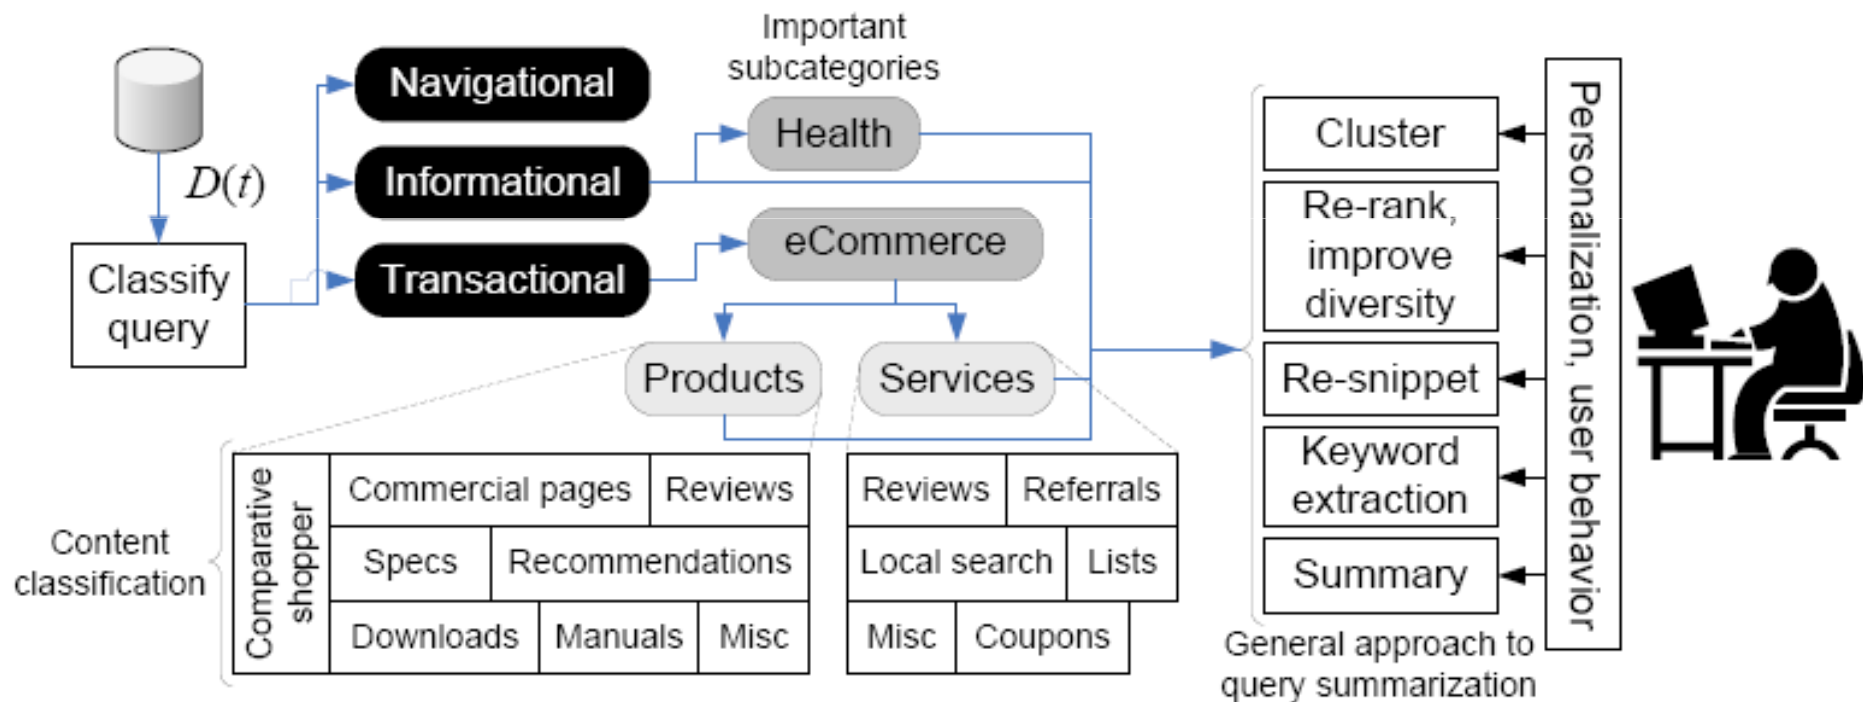 Important
subcategories
Navigational
Health
D(t)
Informational
Classify
query
eCommerce
Transactional
Products
Services
Content
classification
Comparative
shopper
Commercial pages
Reviews
Specs
Recommendations
Downloads
Manuals
Misc
Reviews
Referrals
Local search
Lists
Misc
Coupons
Cluster
Re-rank,
improve
diversity
Re-snippet
Keyword
extraction
Summary
General approach to
query summarization
Personalization, user behavior